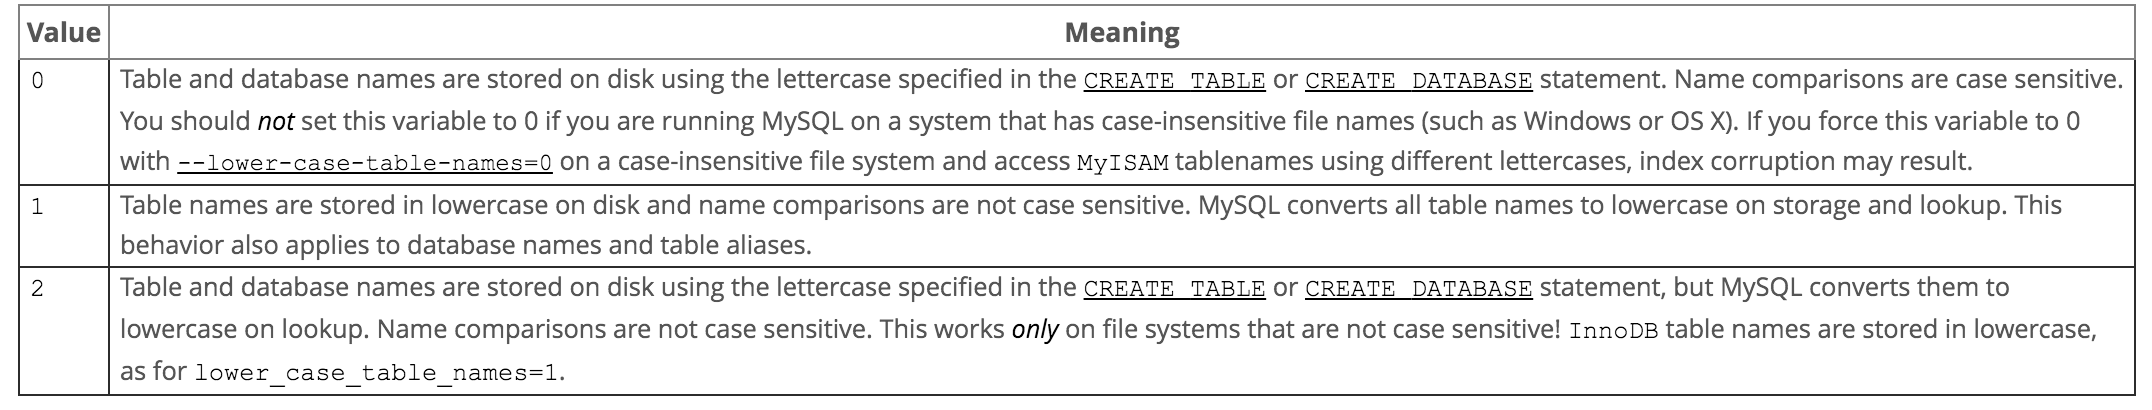 Value Meaning
0 Table and database names are stored on disk using the lettercase specified in the CREATE TABLE or CREATE DATABASE statement. Name comparisons are case sensitive.
You should not set this variable to 0 if you are running MySQL on a system that has case-insensitive file names (such as Windows or OS X). If you force this variable to 0
with --lower-case-table-names=0 on a case-insensitive file system and access MyISAM tablenames using different lettercases, index corruption may result.
1 Table names are stored in lowercase on disk and name comparisons are not case sensitive. MySQL converts all table names to lowercase on storage and lookup. This
behavior also applies to database names and table aliases.
2 Table and database names are stored on disk using the lettercase specified in the CREATE TABLE or CREATE DATABASE statement, but MySQL converts them to
lowercase on lookup. Name comparisons are not case sensitive. This works only on file systems that are not case sensitive! InnoDB table names are stored in lowercase,
as for lower_case_table_names=1.